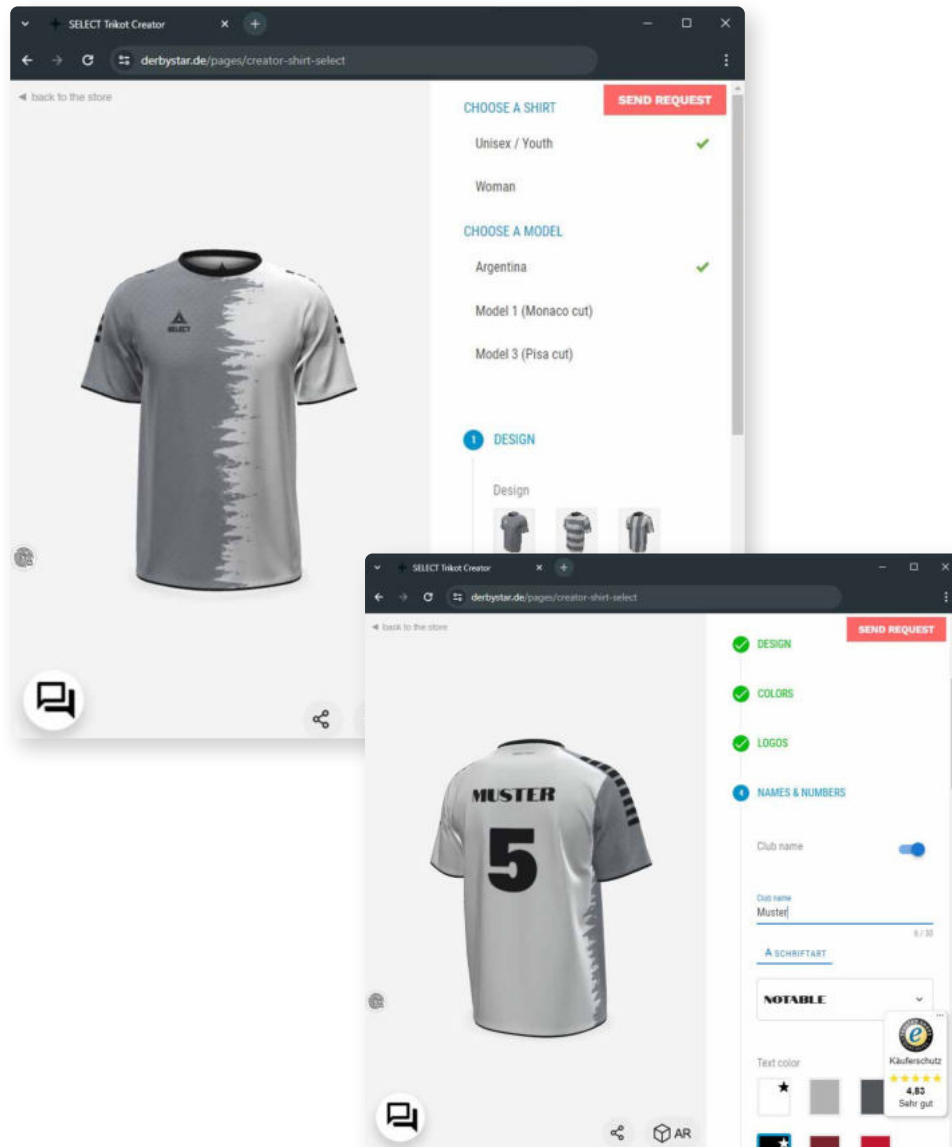 SELECT Trikot Creator
derbystar.de/pages/creator-shirt-select
◄ back to the store
SEND REQUEST
CHOOSE A SHIRT
Unisex / Youth
Woman
CHOOSE A MODEL
Argentina
Model 1 (Monaco cut)
Model 3 (Pisa cut)
SELECT
1 DESIGN
Design
SELECT Trikot Creator
derbystar.de/pages/creator-shirt-select
◄ back to the store
SEND REQUEST
DESIGN
COLORS
LOGOS
4 NAMES & NUMBERS
MUSTER
5
Club name
Club name
Muster
6 / 30
A SCHRIFTART
NOTABLE
Text color
Käuferschutz
4,83
Sehr gut
AR